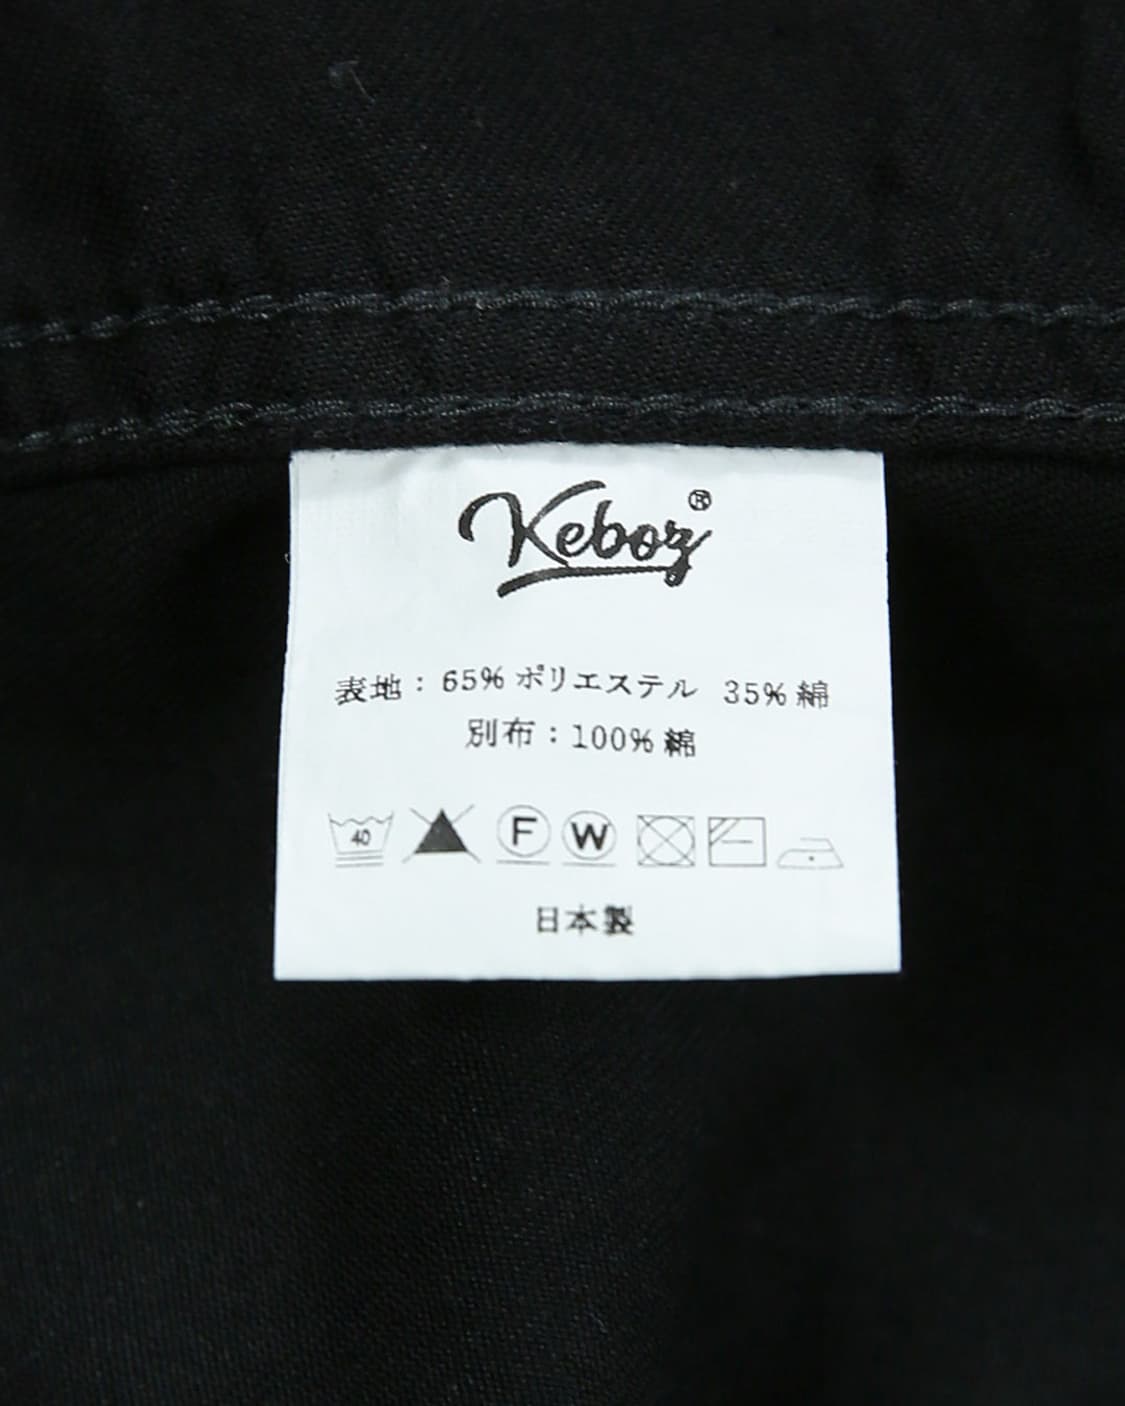 Keboz®
表地：65% ポリエステル 35% 綿
別布：100% 綿
40 F W
日本製